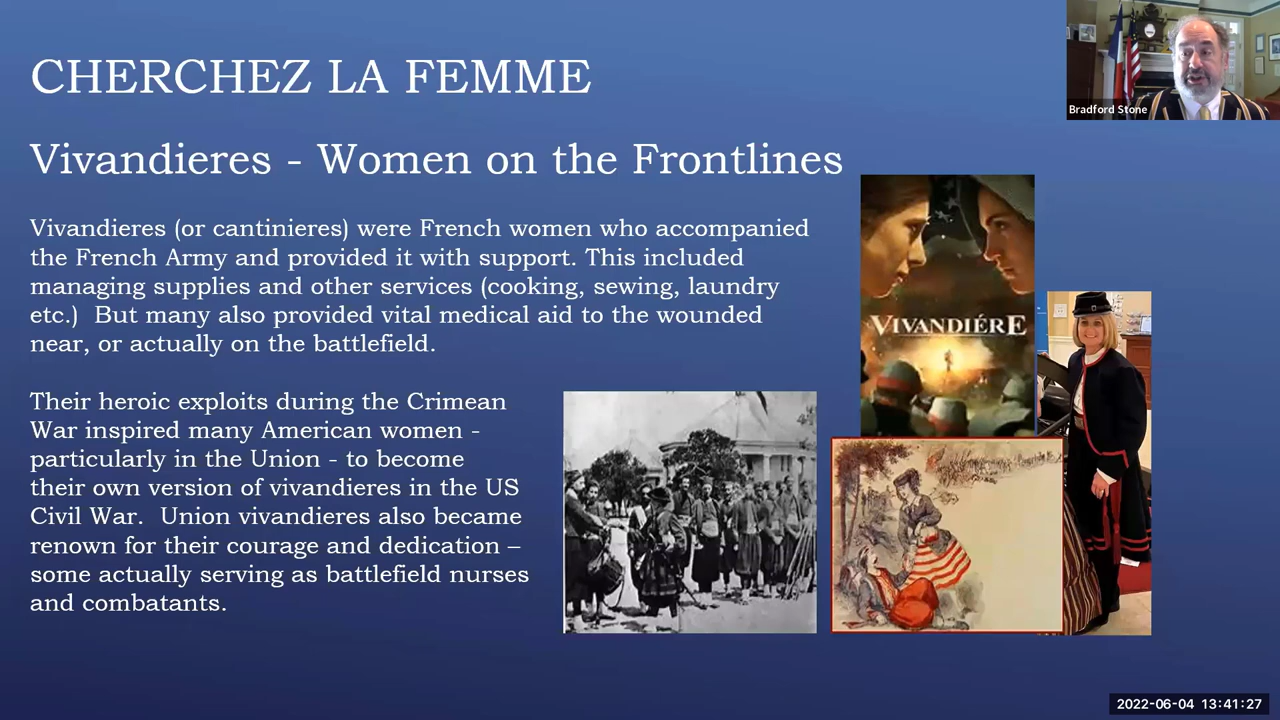 CHERCHEZ LA FEMME
Bradford Stone
Vivandieres - Women on the Frontlines
Vivandieres (or cantinieres) were French women who accompanied
the French Army and provided it with support. This included
managing supplies and other services (cooking, sewing, laundry
etc.)  But many also provided vital medical aid to the wounded
near, or actually on the battlefield.
VIVANDIÉRE
Their heroic exploits during the Crimean
War inspired many American women -
particularly in the Union - to become
their own version of vivandieres in the US
Civil War.  Union vivandieres also became
renown for their courage and dedication –
some actually serving as battlefield nurses
and combatants.
2022-06-04 13:41:27